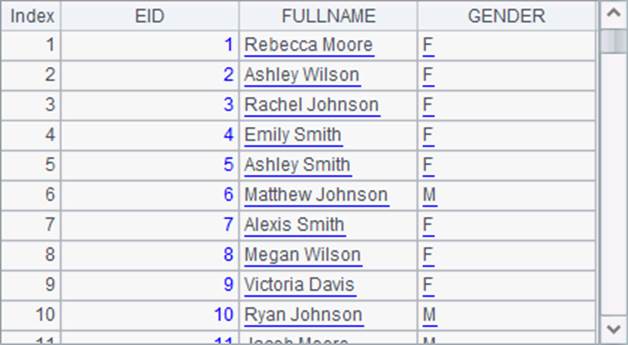 Index EID FULLNAME GENDER
1 1 Rebecca Moore F
2 2 Ashley Wilson F
3 3 Rachel Johnson F
4 4 Emily Smith F
5 5 Ashley Smith F
6 6 Matthew Johnson M
7 7 Alexis Smith F
8 8 Megan Wilson F
9 9 Victoria Davis F
10 10 Ryan Johnson M
11 11 Jacob Moore M